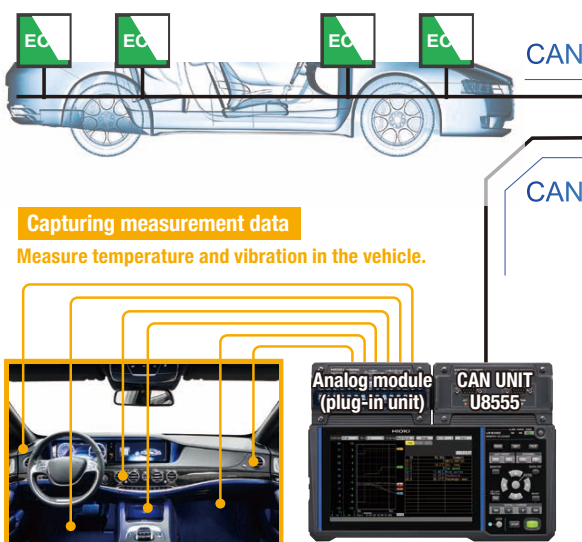 EC
EC
EC
EC
CAN
CAN
Capturing measurement data
Measure temperature and vibration in the vehicle.
Analog module
(plug-in unit)
CAN UNIT
U8555
HIOKI